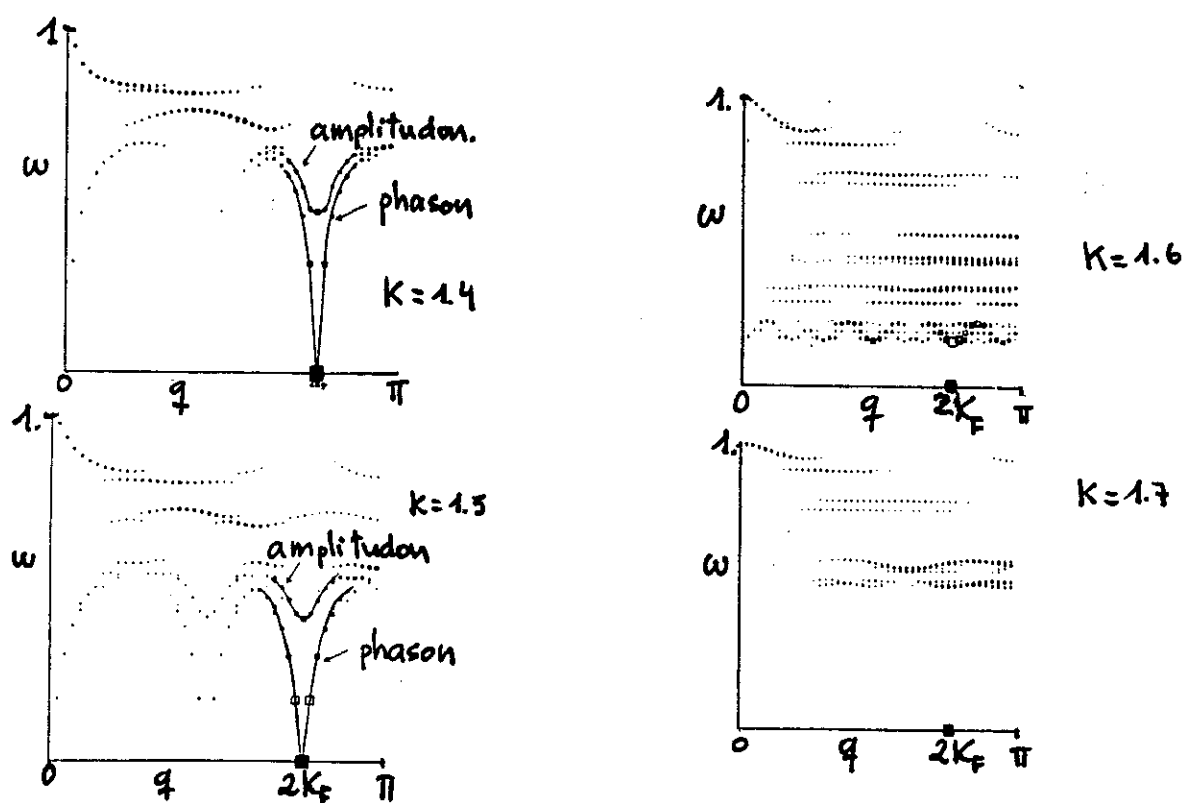 1.
ω
amplitudon.
phason
K = 1.4
0 q π
1.
K = 1.5
ω
amplitudon
phason
0 q 2K_F π
1.
ω
K = 1.6
0 q 2K_F π
1.
K = 1.7
ω
0 q 2K_F π